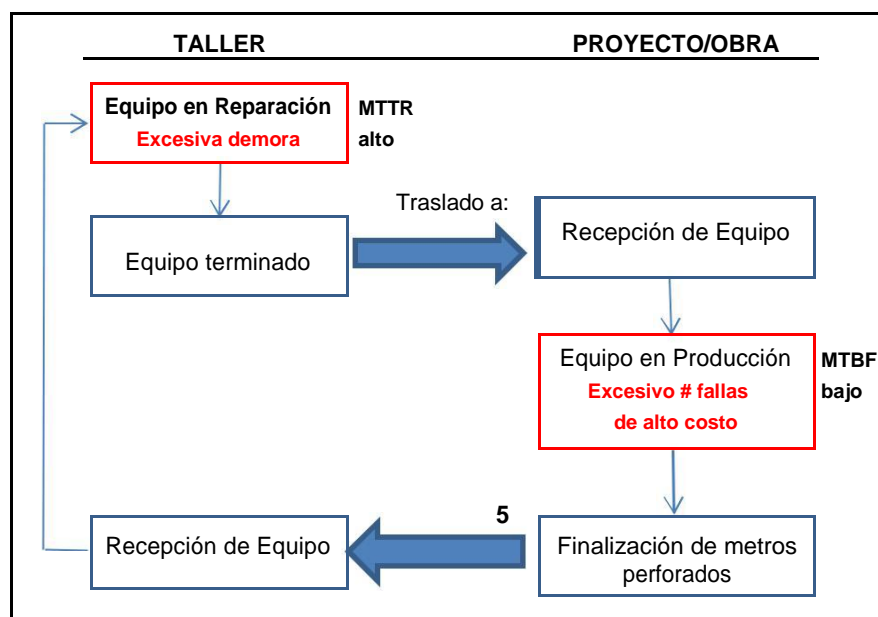 TALLER
PROYECTO/OBRA
Equipo en Reparación
Excesiva demora
MTTR
alto
Traslado a:
Equipo terminado
Recepción de Equipo
Equipo en Producción
Excesivo # fallas
de alto costo
MTBF
bajo
5
Recepción de Equipo
Finalización de metros
perforados